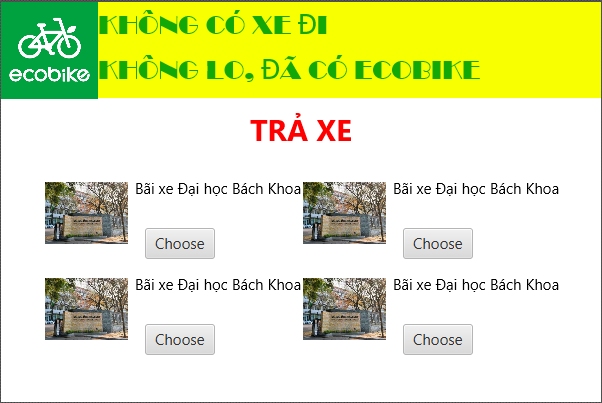 ecobike
KHÔNG CÓ XE ĐI
KHÔNG LO, ĐÃ CÓ ECOBIKE
TRẢ XE
Bãi xe Đại học Bách Khoa
Choose
Bãi xe Đại học Bách Khoa
Choose
Bãi xe Đại học Bách Khoa
Choose
Bãi xe Đại học Bách Khoa
Choose